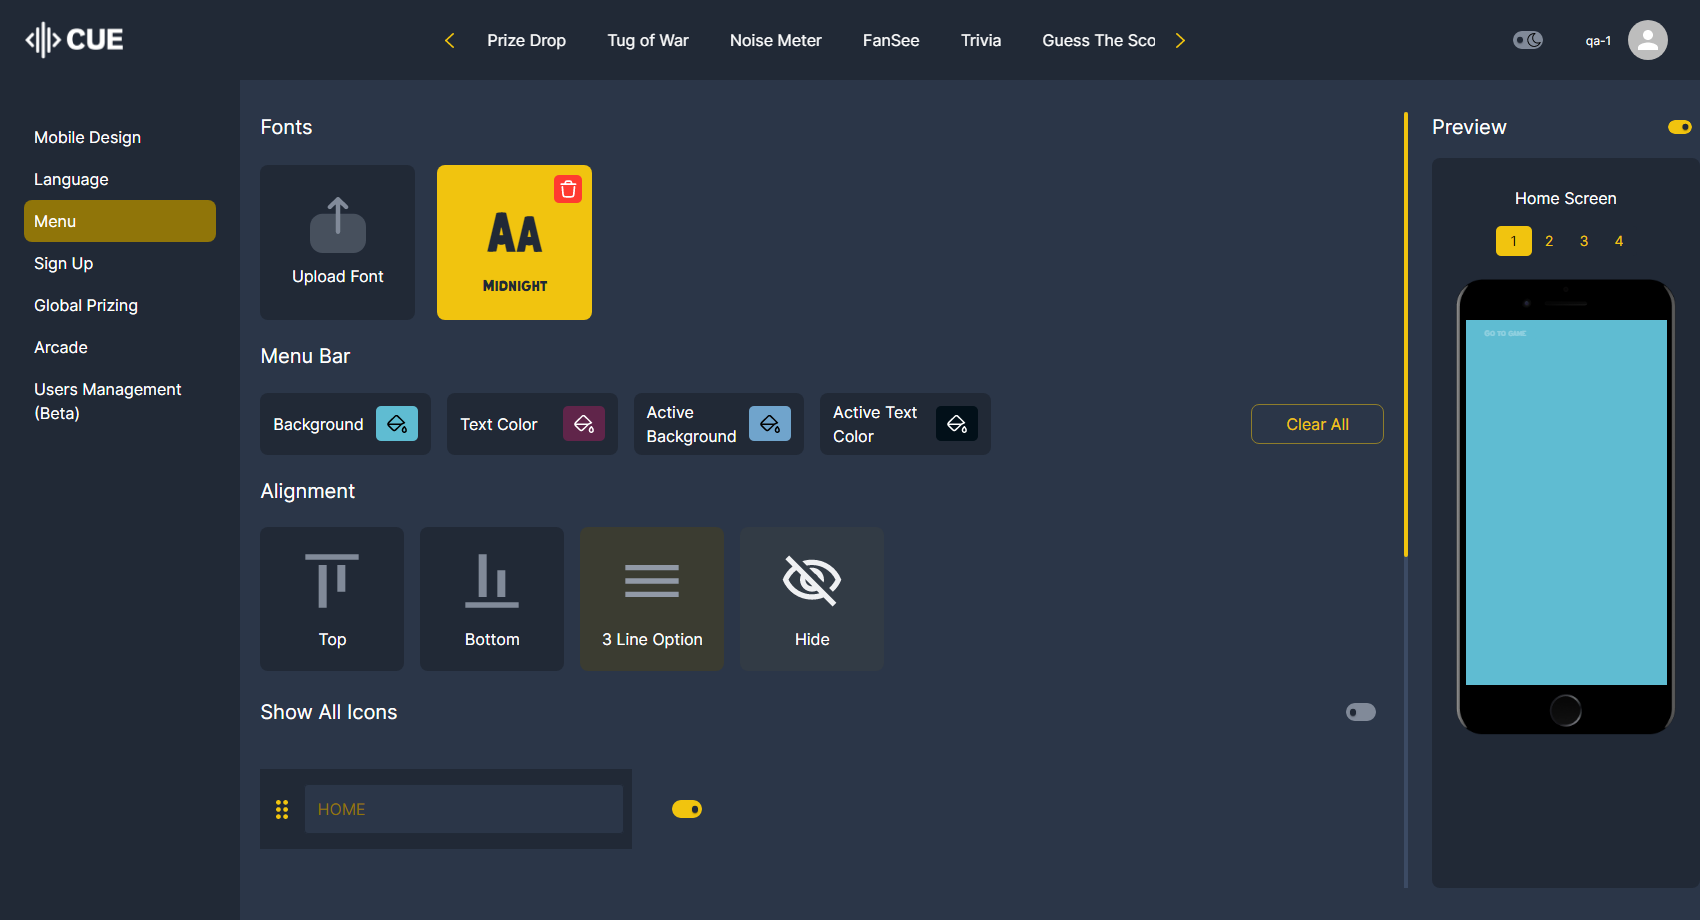 CUE
Prize Drop
Tug of War
Noise Meter
FanSee
Trivia
Guess The Sco
qa-1
Mobile Design
Language
Menu
Sign Up
Global Prizing
Arcade
Users Management
(Beta)
Fonts
Upload Font
AA
MIDNIGHT
Menu Bar
Background
Text Color
Active
Background
Active Text
Color
Clear All
Alignment
Top
Bottom
3 Line Option
Hide
Show All Icons
HOME
Preview
Home Screen
1
2
3
4
GO TO GAME